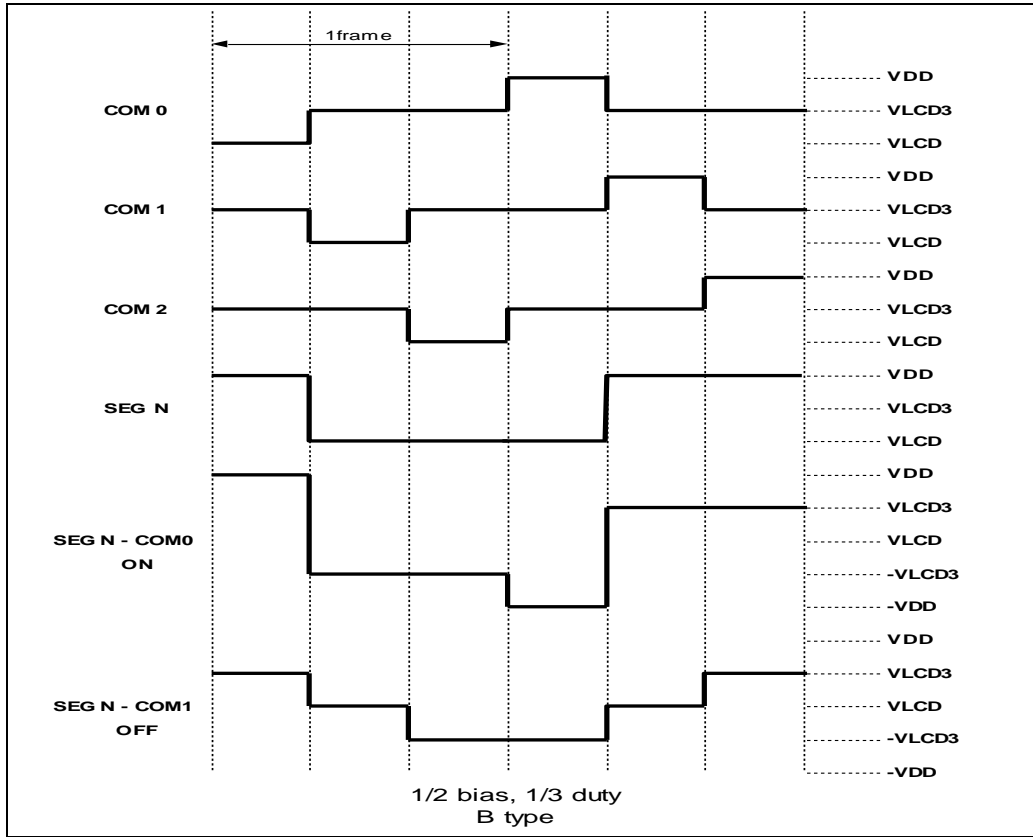 1frame
COM 0
VDD
VLCD3
VLCD
COM 1
VDD
VLCD3
VLCD
COM 2
VDD
VLCD3
VLCD
SEG N
VDD
VLCD3
VLCD
SEG N - COM0
ON
VDD
VLCD3
VLCD
-VLCD3
-VDD
SEG N - COM1
OFF
VDD
VLCD3
VLCD
-VLCD3
-VDD
1/2 bias, 1/3 duty
B type